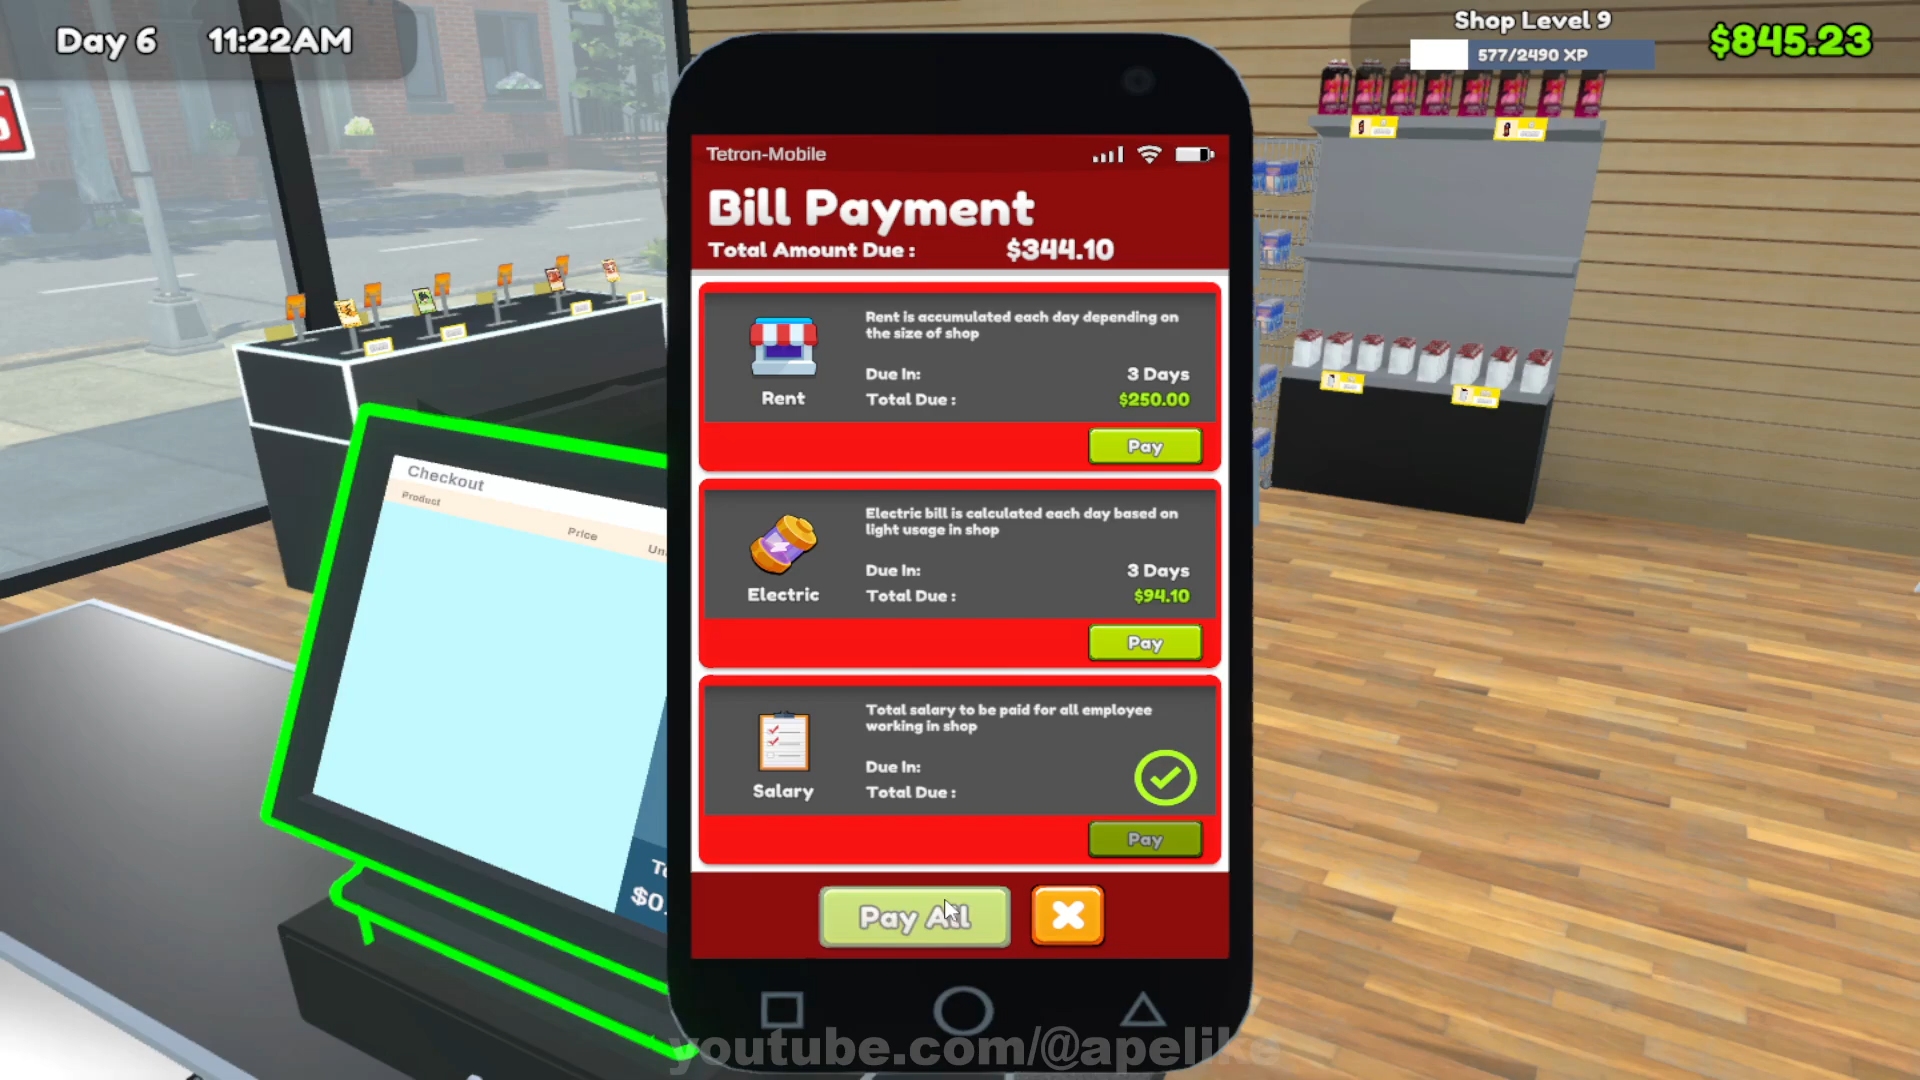 Day 6 11:22AM
Shop Level 9
577/2490 XP
$845.23
Tetron-Mobile
Bill Payment
Total Amount Due : $344.10
Rent is accumulated each day depending on
the size of shop
Due In: 3 Days
Total Due : $250.00
Rent
Pay
Electric bill is calculated each day based on
light usage in shop
Due In: 3 Days
Total Due : $94.10
Electric
Pay
Total salary to be paid for all employee
working in shop
Due In:
Total Due :
Salary
Pay
Pay All
Checkout
Product
Price
$0.
youtube.com/@apelike